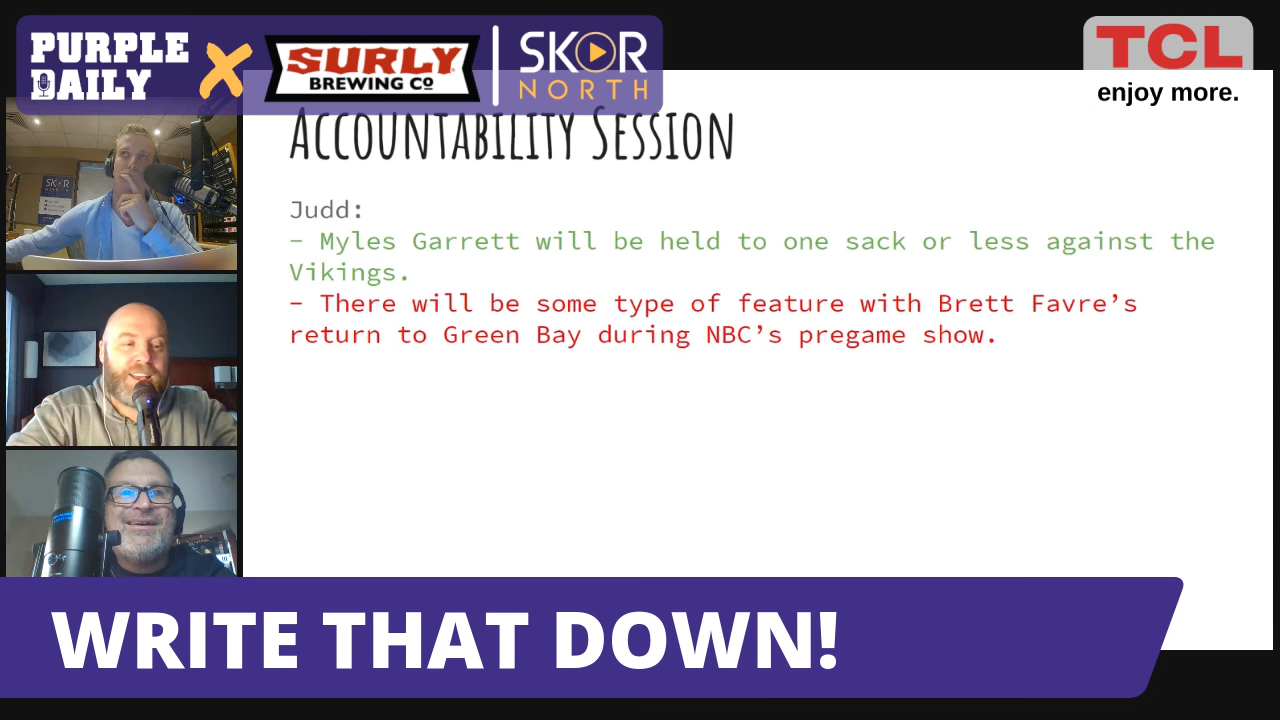 PURPLE DAILY
X
SURLY
BREWING CO
SKOR
NORTH
TCL
enjoy more.
Accountability Session
SKOR
Judd:
- Myles Garrett will be held to one sack or less against the
Vikings.
- There will be some type of feature with Brett Favre’s
return to Green Bay during NBC’s pregame show.
WRITE THAT DOWN!